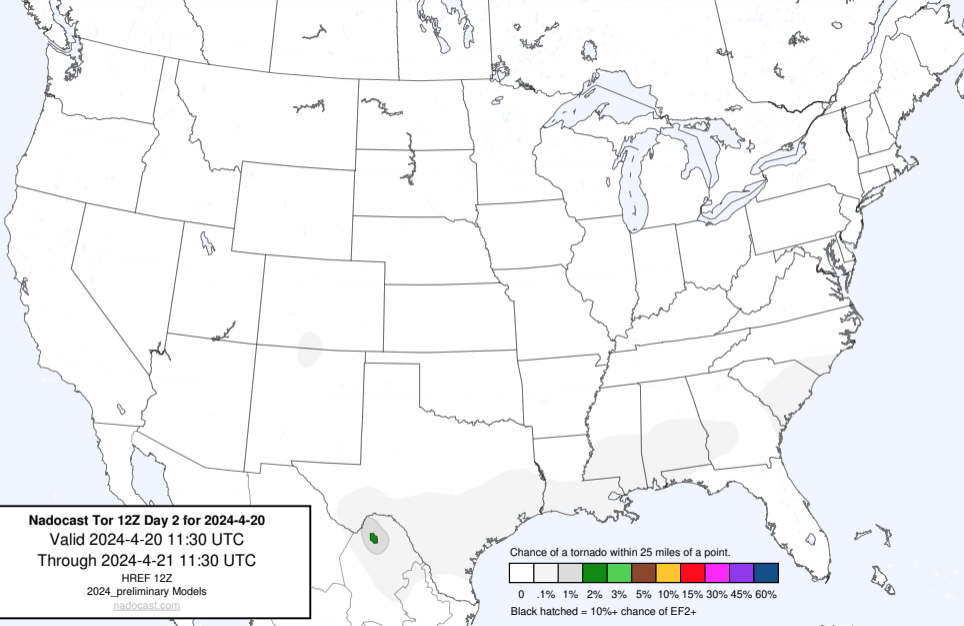 Nadocast Tor 12Z Day 2 for 2024-4-20
Valid 2024-4-20 11:30 UTC
Through 2024-4-21 11:30 UTC
HREF 12Z
2024_preliminary Models
nadocast.com
Chance of a tornado within 25 miles of a point.
0 .1% 1% 2% 3% 5% 10% 15% 30% 45% 60%
Black hatched = 10%+ chance of EF2+